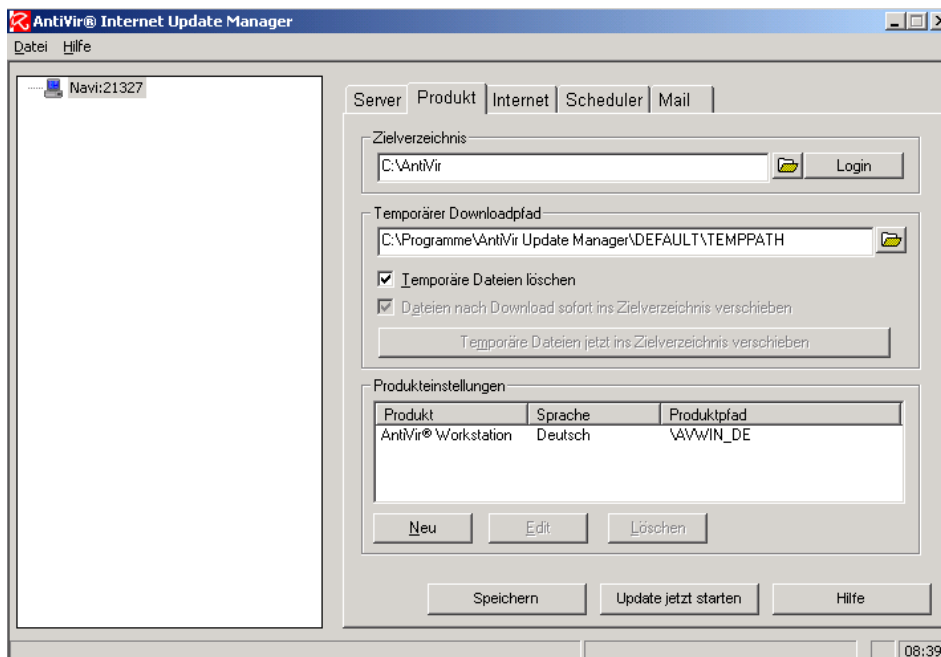 AntiVir® Internet Update Manager
Datei Hilfe
Navi:21327
Server Produkt Internet Scheduler Mail
Zielverzeichnis
C:\AntiVir
Login
Temporärer Downloadpfad
C:\Programme\AntiVir Update Manager\DEFAULT\TEMPPATH
Temporäre Dateien löschen
Dateien nach Download sofort ins Zielverzeichnis verschieben
Temporäre Dateien jetzt ins Zielverzeichnis verschieben
Produkteinstellungen
Produkt Sprache Produktpfad
AntiVir® Workstation Deutsch \AVWIN_DE
Neu Edit Löschen
Speichern Update jetzt starten Hilfe
08:39